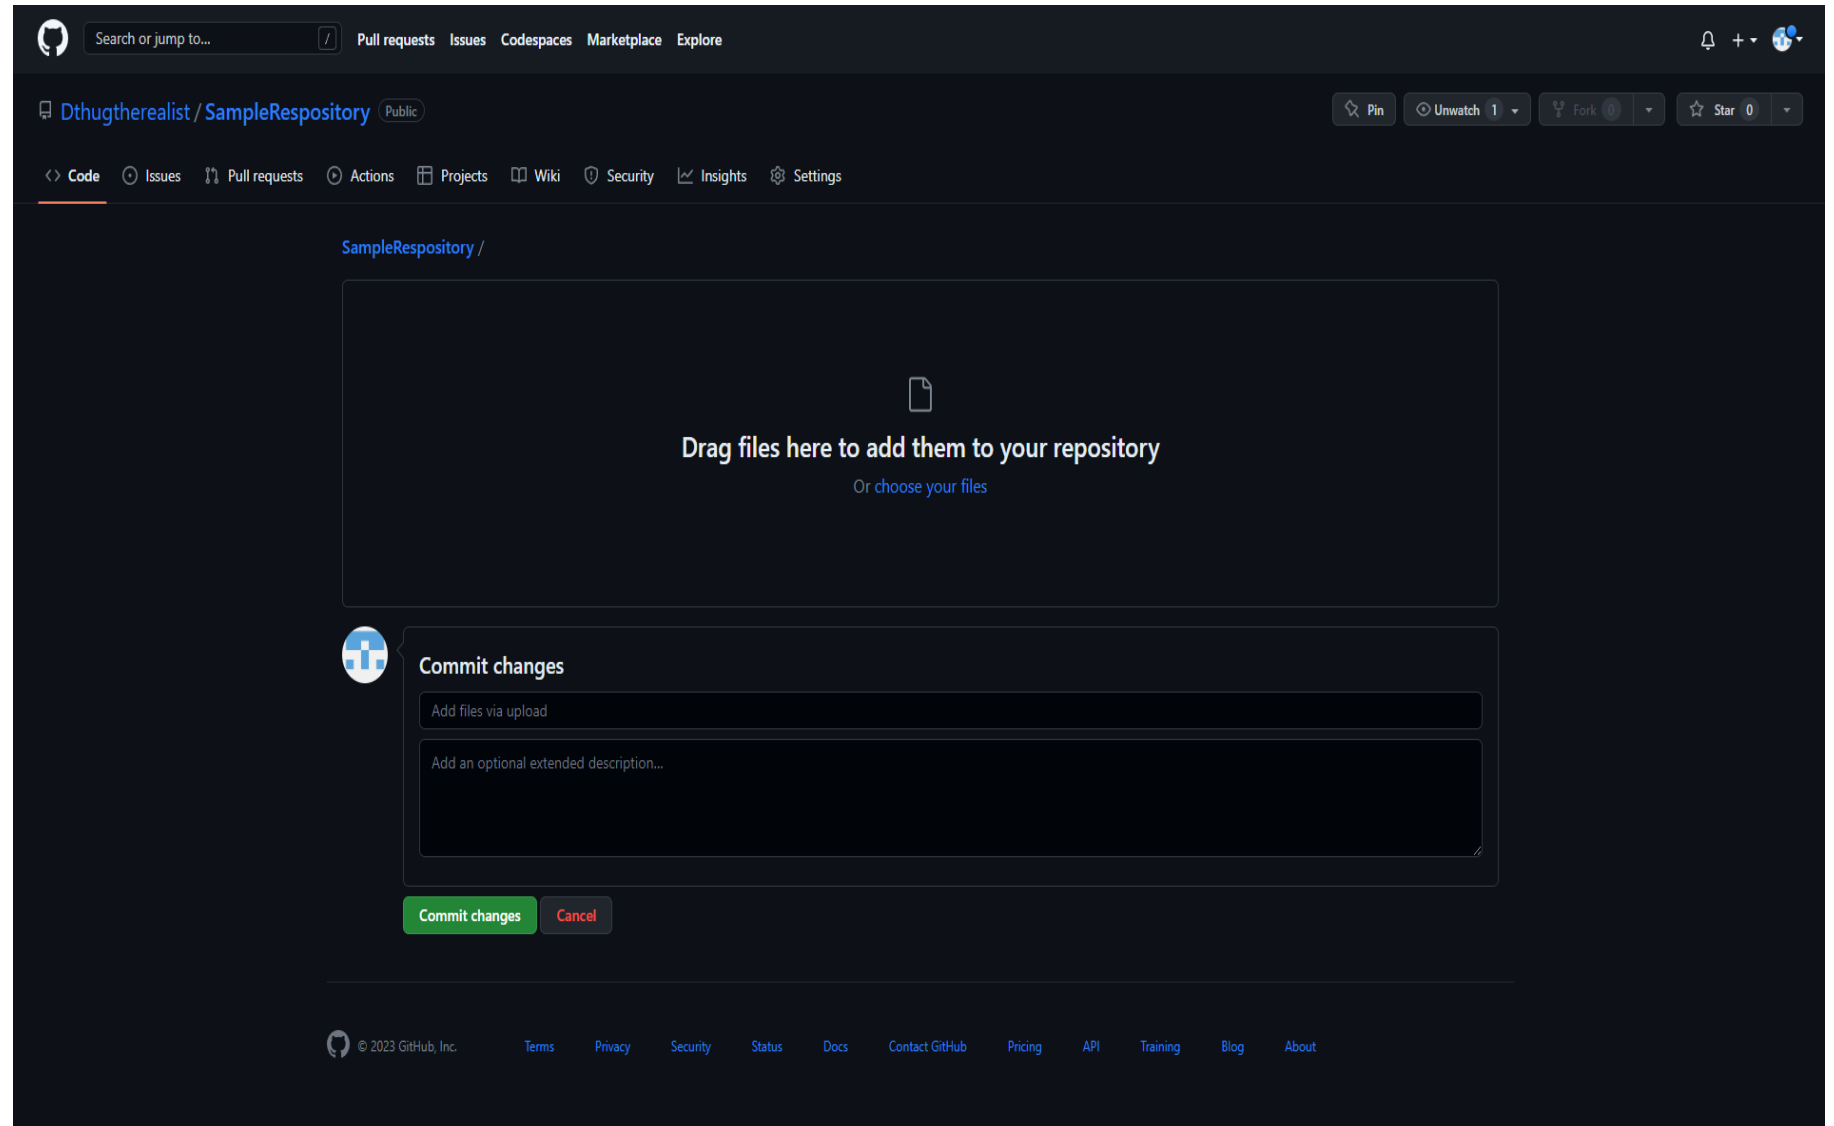 Search or jump to... / Pull requests Issues Codespaces Marketplace Explore
Dthugtherealist / SampleRespository Public Pin Unwatch 1 Fork 0 Star 0
Code Issues Pull requests Actions Projects Wiki Security Insights Settings
SampleRespository /
Drag files here to add them to your repository
Or choose your files
Commit changes
Add files via upload
Add an optional extended description...
Commit changes Cancel
© 2023 GitHub, Inc. Terms Privacy Security Status Docs Contact GitHub Pricing API Training Blog About